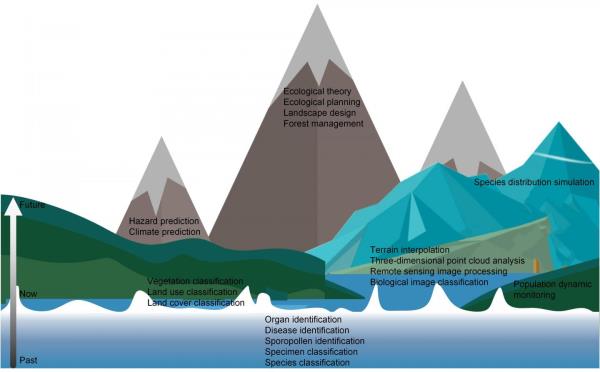 Ecological theory
Ecological planning
Landscape design
Forest management
Species distribution simulation
Future
Hazard prediction
Climate prediction
Terrain interpolation
Three-dimensional point cloud analysis
Remote sensing image processing
Biological image classification
Vegetation classification
Land use classification
Land cover classification
Population dynamic
monitoring
Now
Organ identification
Disease identification
Sporopollen identification
Specimen classification
Species classification
Past